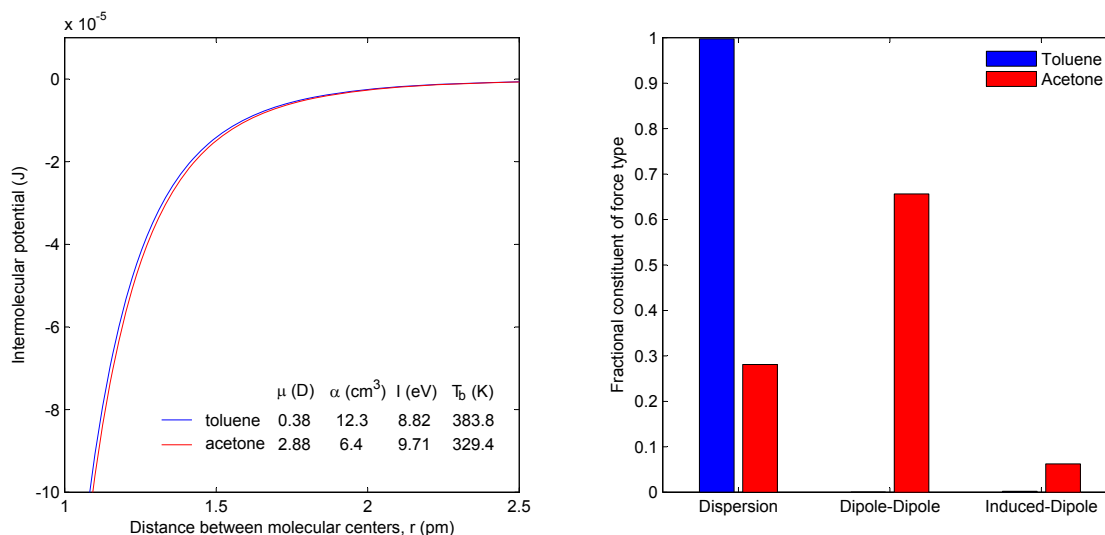 x 10-5
0
-2
-4
-6
-8
-10
1
1.5
2
2.5
Intermolecular potential (J)
Distance between molecular centers, r (pm)
μ (D) α (cm3) I (eV) Tb (K)
toluene 0.38 12.3 8.82 383.8
acetone 2.88 6.4 9.71 329.4
1
0.9
0.8
0.7
0.6
0.5
0.4
0.3
0.2
0.1
0
Fractional constituent of force type
Toluene
Acetone
Dispersion
Dipole-Dipole
Induced-Dipole